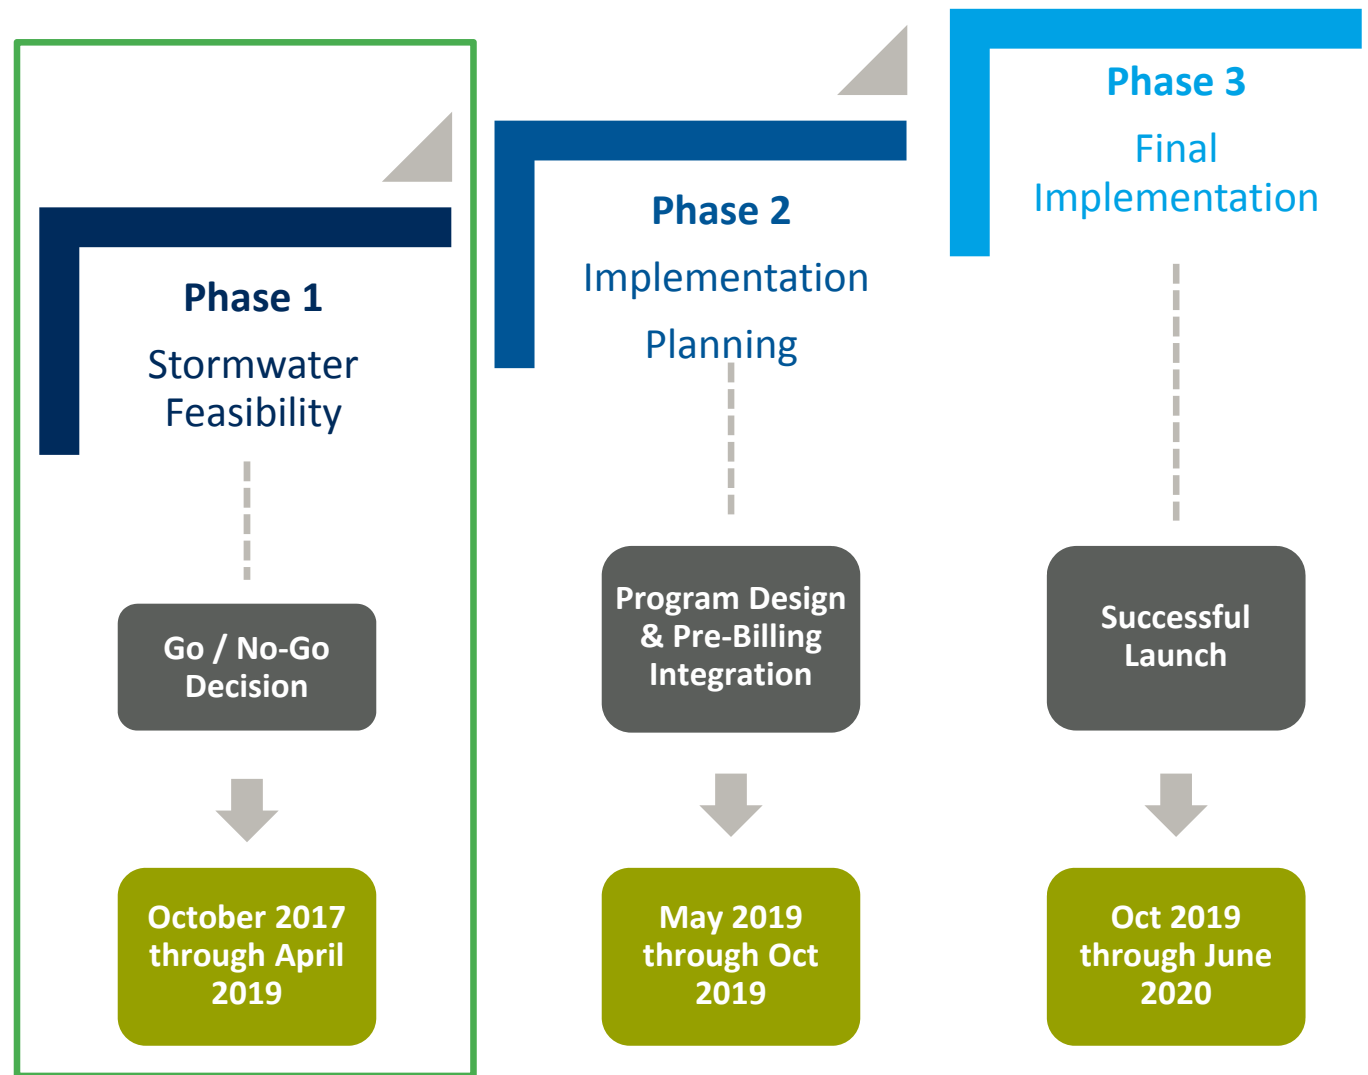 Phase 1
Stormwater
Feasibility
Go / No-Go
Decision
October 2017
through April
2019
Phase 2
Implementation
Planning
Program Design
& Pre-Billing
Integration
May 2019
through Oct
2019
Phase 3
Final
Implementation
Successful
Launch
Oct 2019
through June
2020